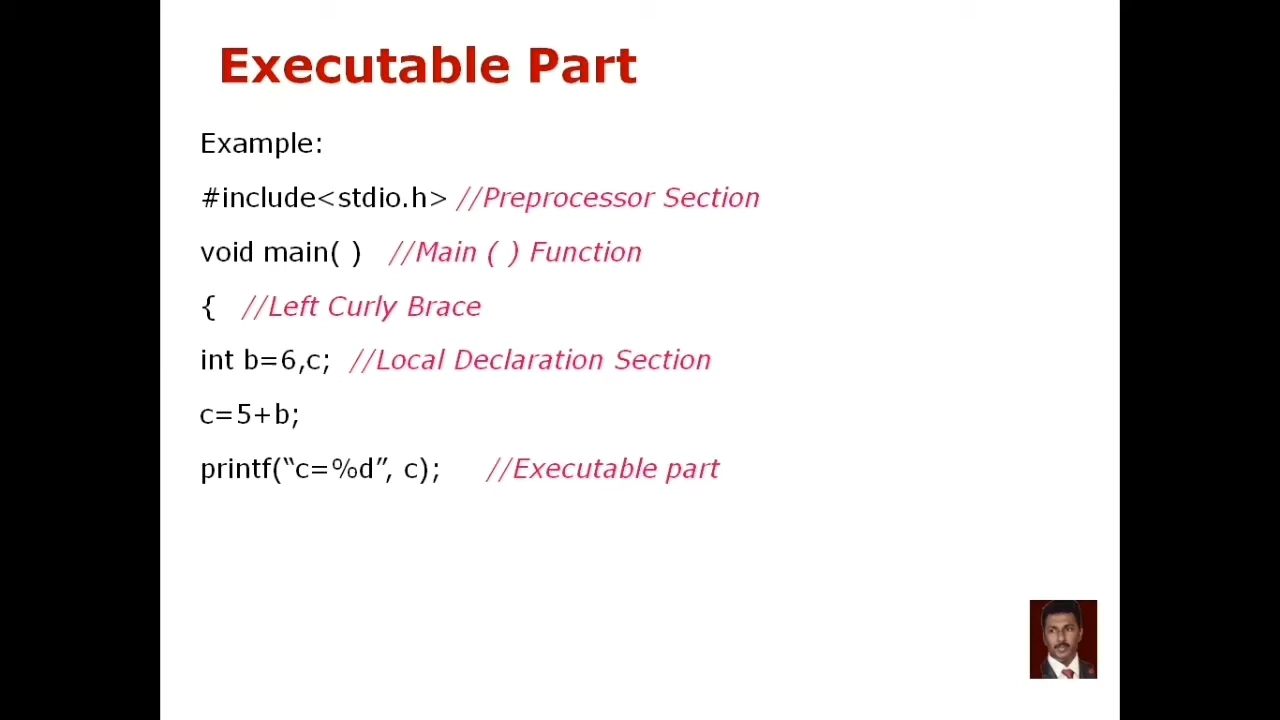 Executable Part
Example:
#include<stdio.h> //Preprocessor Section
void main( ) //Main ( ) Function
{ //Left Curly Brace
int b=6,c; //Local Declaration Section
c=5+b;
printf(“c=%d”, c); //Executable part